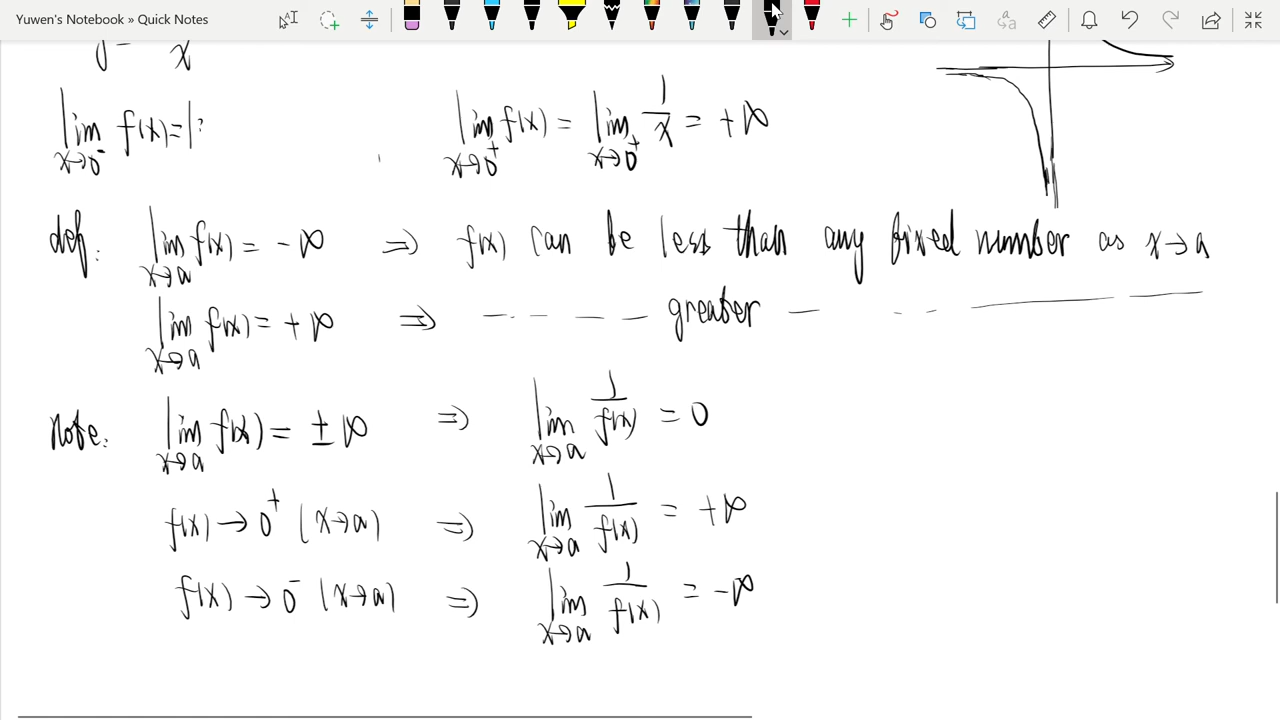 Yuwen's Notebook » Quick Notes
lim x→0⁻ f(x) = lim x→0⁺ f(x) = lim x→0⁺ 1/x = +∞
def: lim x→a f(x) = -∞ ⇒ f(x) can be less than any fixed number as x→a
lim x→a f(x) = +∞ ⇒ greater
note: lim x→a f(x) = ±∞ ⇒ lim x→a 1/f(x) = 0
f(x) → 0⁺ (x→a) ⇒ lim x→a 1/f(x) = +∞
f(x) → 0⁻ (x→a) ⇒ lim x→a 1/f(x) = -∞